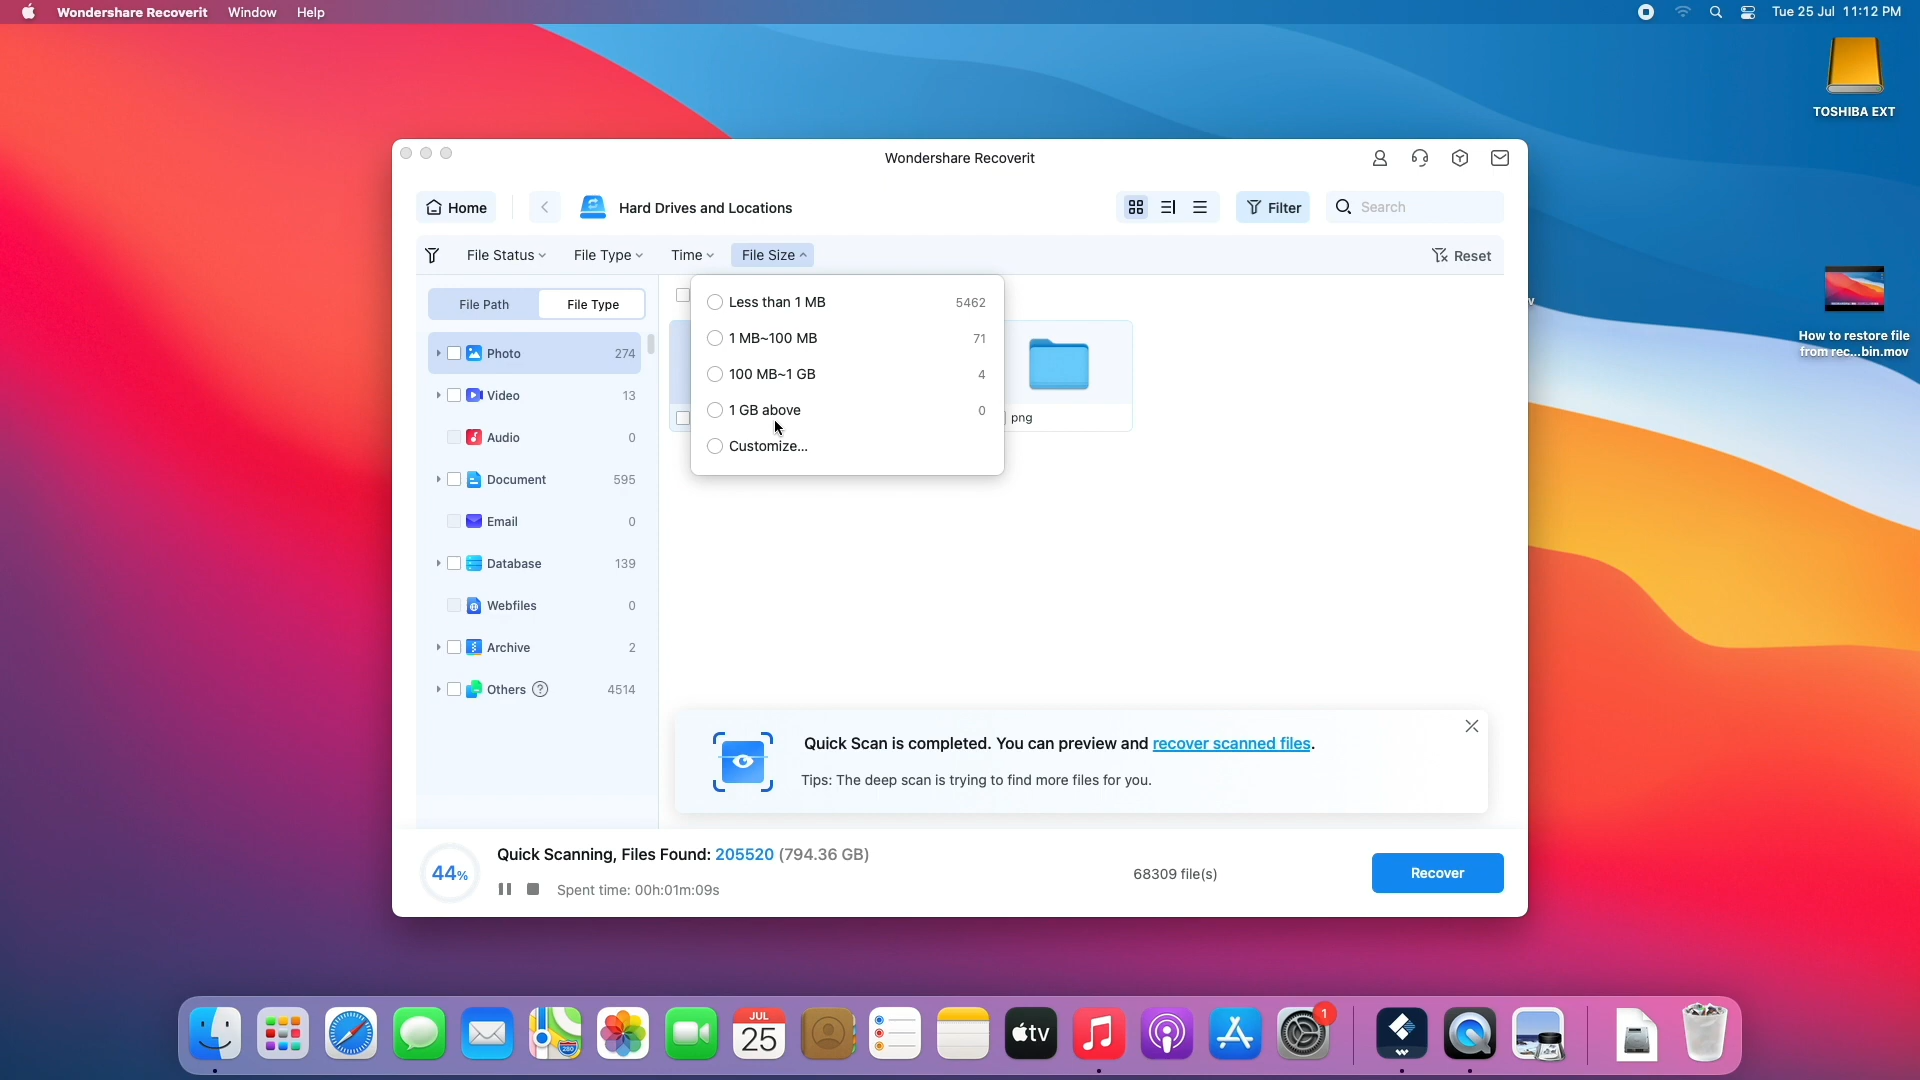 Wondershare Recoverit Window Help Tue 25 Jul 11:12 PM
TOSHIBA EXT
Wondershare Recoverit
Home Hard Drives and Locations Filter Search
File Status File Type Time File Size Reset
File Path File Type
Less than 1 MB 5462
1 MB~100 MB 71
100 MB~1 GB 4
1 GB above 0
Customize...
Photo 274
Video 13
Audio 0
Document 595
Email 0
Database 139
Webfiles 0
Archive 2
Others ? 4514
png
v
How to restore file
from rec...bin.mov
Quick Scan is completed. You can preview and recover scanned files.
Tips: The deep scan is trying to find more files for you.
44%
Quick Scanning, Files Found: 205520 (794.36 GB)
Spent time: 00h:01m:09s
68309 file(s)
Recover
280
JUL
25
tv
1